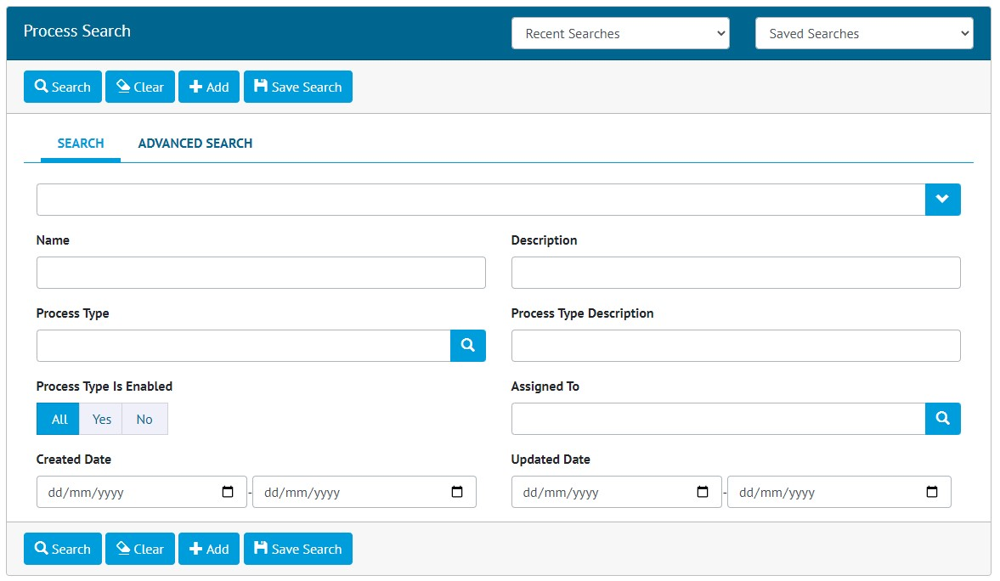 Process Search Recent Searches Saved Searches
Search Clear Add Save Search
SEARCH ADVANCED SEARCH
Name Description
Process Type Process Type Description
Process Type Is Enabled Assigned To
All Yes No
Created Date Updated Date
dd/mm/yyyy - dd/mm/yyyy dd/mm/yyyy - dd/mm/yyyy
Search Clear Add Save Search